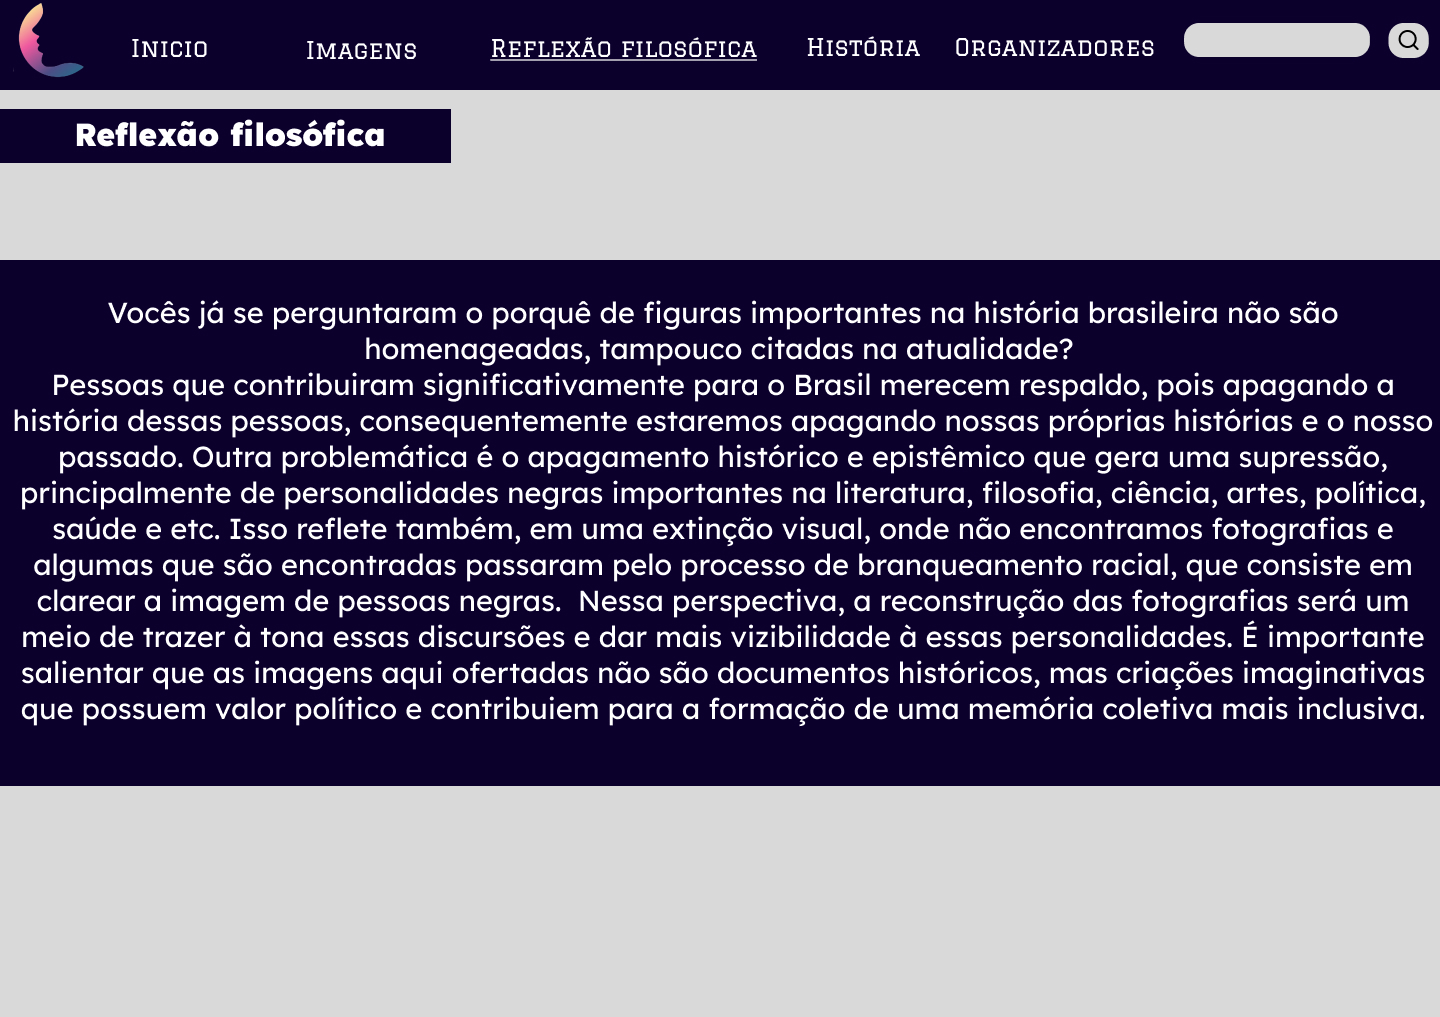 Inicio
Imagens
Reflexão filosófica
História
Organizadores
Reflexão filosófica
Vocês já se perguntaram o porquê de figuras importantes na história brasileira não são
homenageadas, tampouco citadas na atualidade?
Pessoas que contribuiram significativamente para o Brasil merecem respaldo, pois apagando a
história dessas pessoas, consequentemente estaremos apagando nossas próprias histórias e o nosso
passado. Outra problemática é o apagamento histórico e epistêmico que gera uma supressão,
principalmente de personalidades negras importantes na literatura, filosofia, ciência, artes, política,
saúde e etc. Isso reflete também, em uma extinção visual, onde não encontramos fotografias e
algumas que são encontradas passaram pelo processo de branqueamento racial, que consiste em
clarear a imagem de pessoas negras.  Nessa perspectiva, a reconstrução das fotografias será um
meio de trazer à tona essas discursões e dar mais vizibilidade à essas personalidades. É importante
salientar que as imagens aqui ofertadas não são documentos históricos, mas criações imaginativas
que possuem valor político e contribuiem para a formação de uma memória coletiva mais inclusiva.